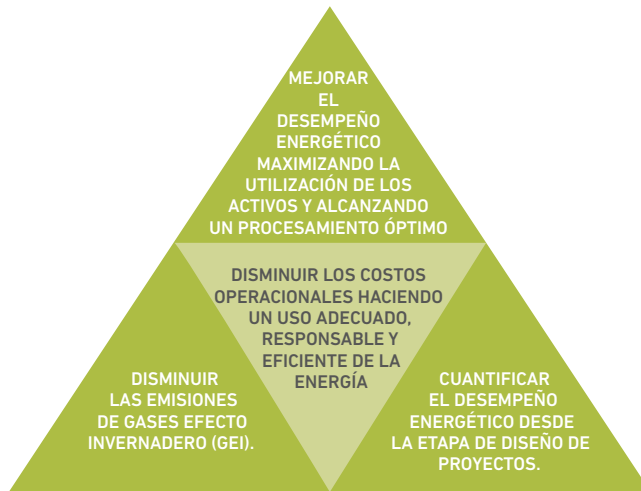 MEJORAR
EL
DESEMPEÑO
ENERGÉTICO
MAXIMIZANDO LA
UTILIZACIÓN DE LOS
ACTIVOS Y ALCANZANDO
UN PROCESAMIENTO ÓPTIMO
DISMINUIR LOS COSTOS
OPERACIONALES HACIENDO
UN USO ADECUADO,
RESPONSABLE Y
EFICIENTE DE LA
ENERGÍA
DISMINUIR
LAS EMISIONES
DE GASES EFECTO
INVERNADERO (GEI).
CUANTIFICAR
EL DESEMPEÑO
ENERGÉTICO DESDE
LA ETAPA DE DISEÑO DE
PROYECTOS.